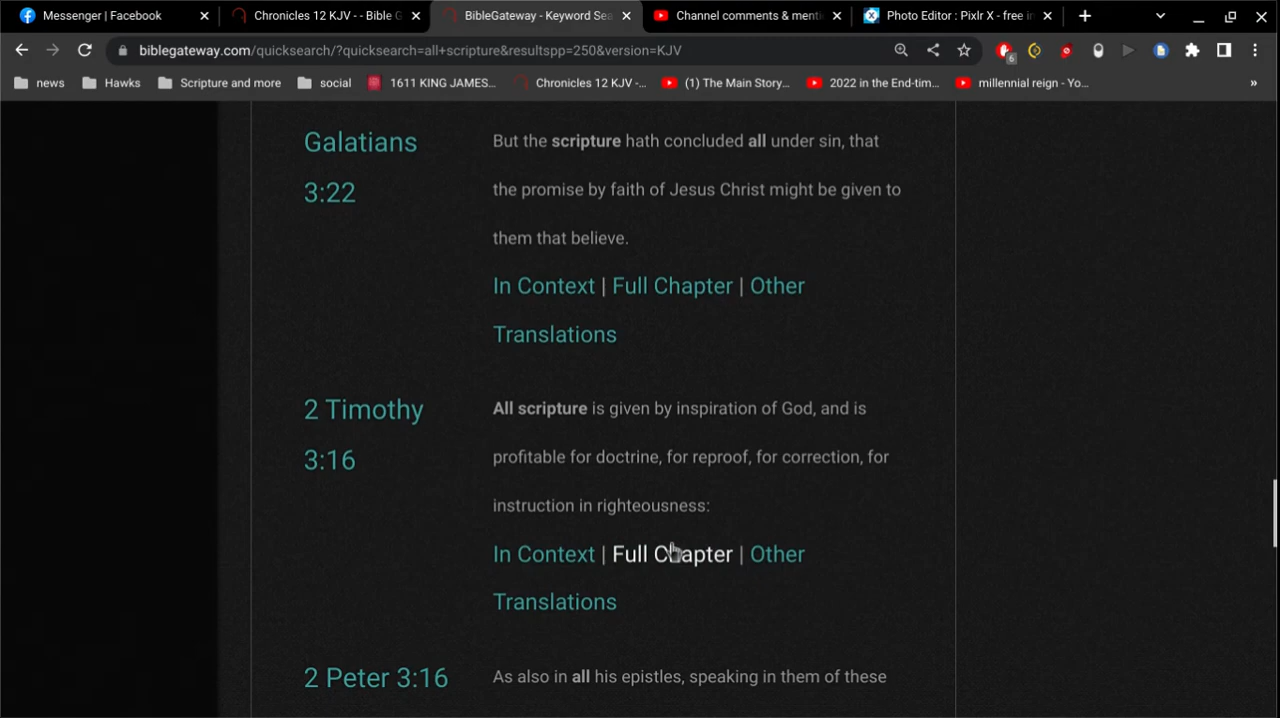 Messenger | Facebook
Chronicles 12 KJV - - Bible G
BibleGateway - Keyword Sea
Channel comments & menti
Photo Editor : Pixlr X - free in
biblegateway.com/quicksearch/?quicksearch=all+scripture&resultspp=250&version=KJV
6
news
Hawks
Scripture and more
social
1611 KING JAMES...
Chronicles 12 KJV -...
(1) The Main Story...
2022 in the End-tim...
millennial reign - Yo...
»
Galatians
3:22
But the scripture hath concluded all under sin, that
the promise by faith of Jesus Christ might be given to
them that believe.
In Context | Full Chapter | Other
Translations
2 Timothy
3:16
All scripture is given by inspiration of God, and is
profitable for doctrine, for reproof, for correction, for
instruction in righteousness:
In Context | Full Chapter | Other
Translations
2 Peter 3:16
As also in all his epistles, speaking in them of these